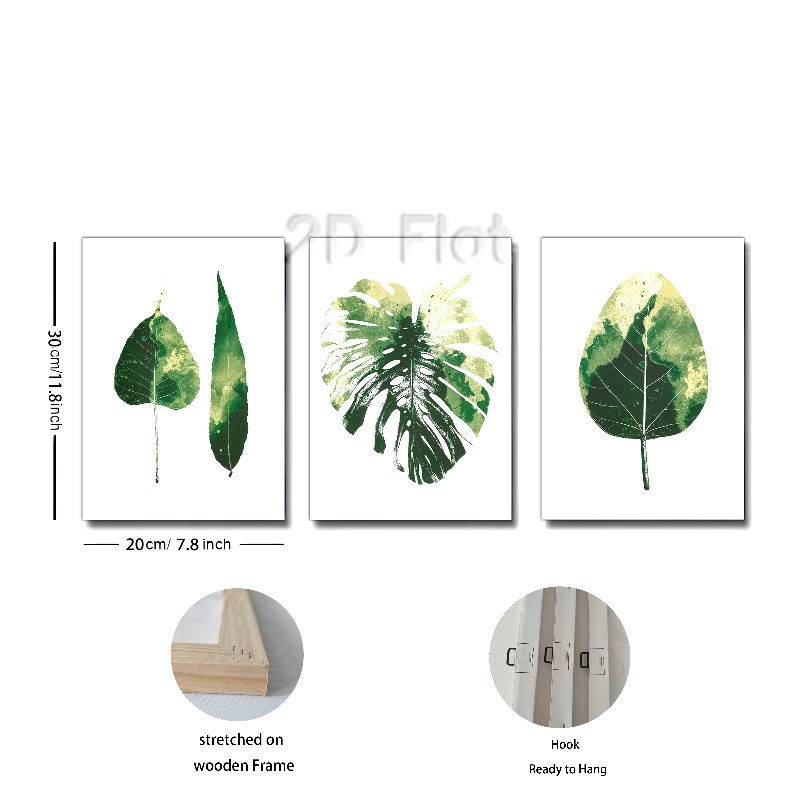 2D Flat
30cm/11.8inch
20cm/ 7.8 inch
stretched on
wooden Frame
Hook
Ready to Hang